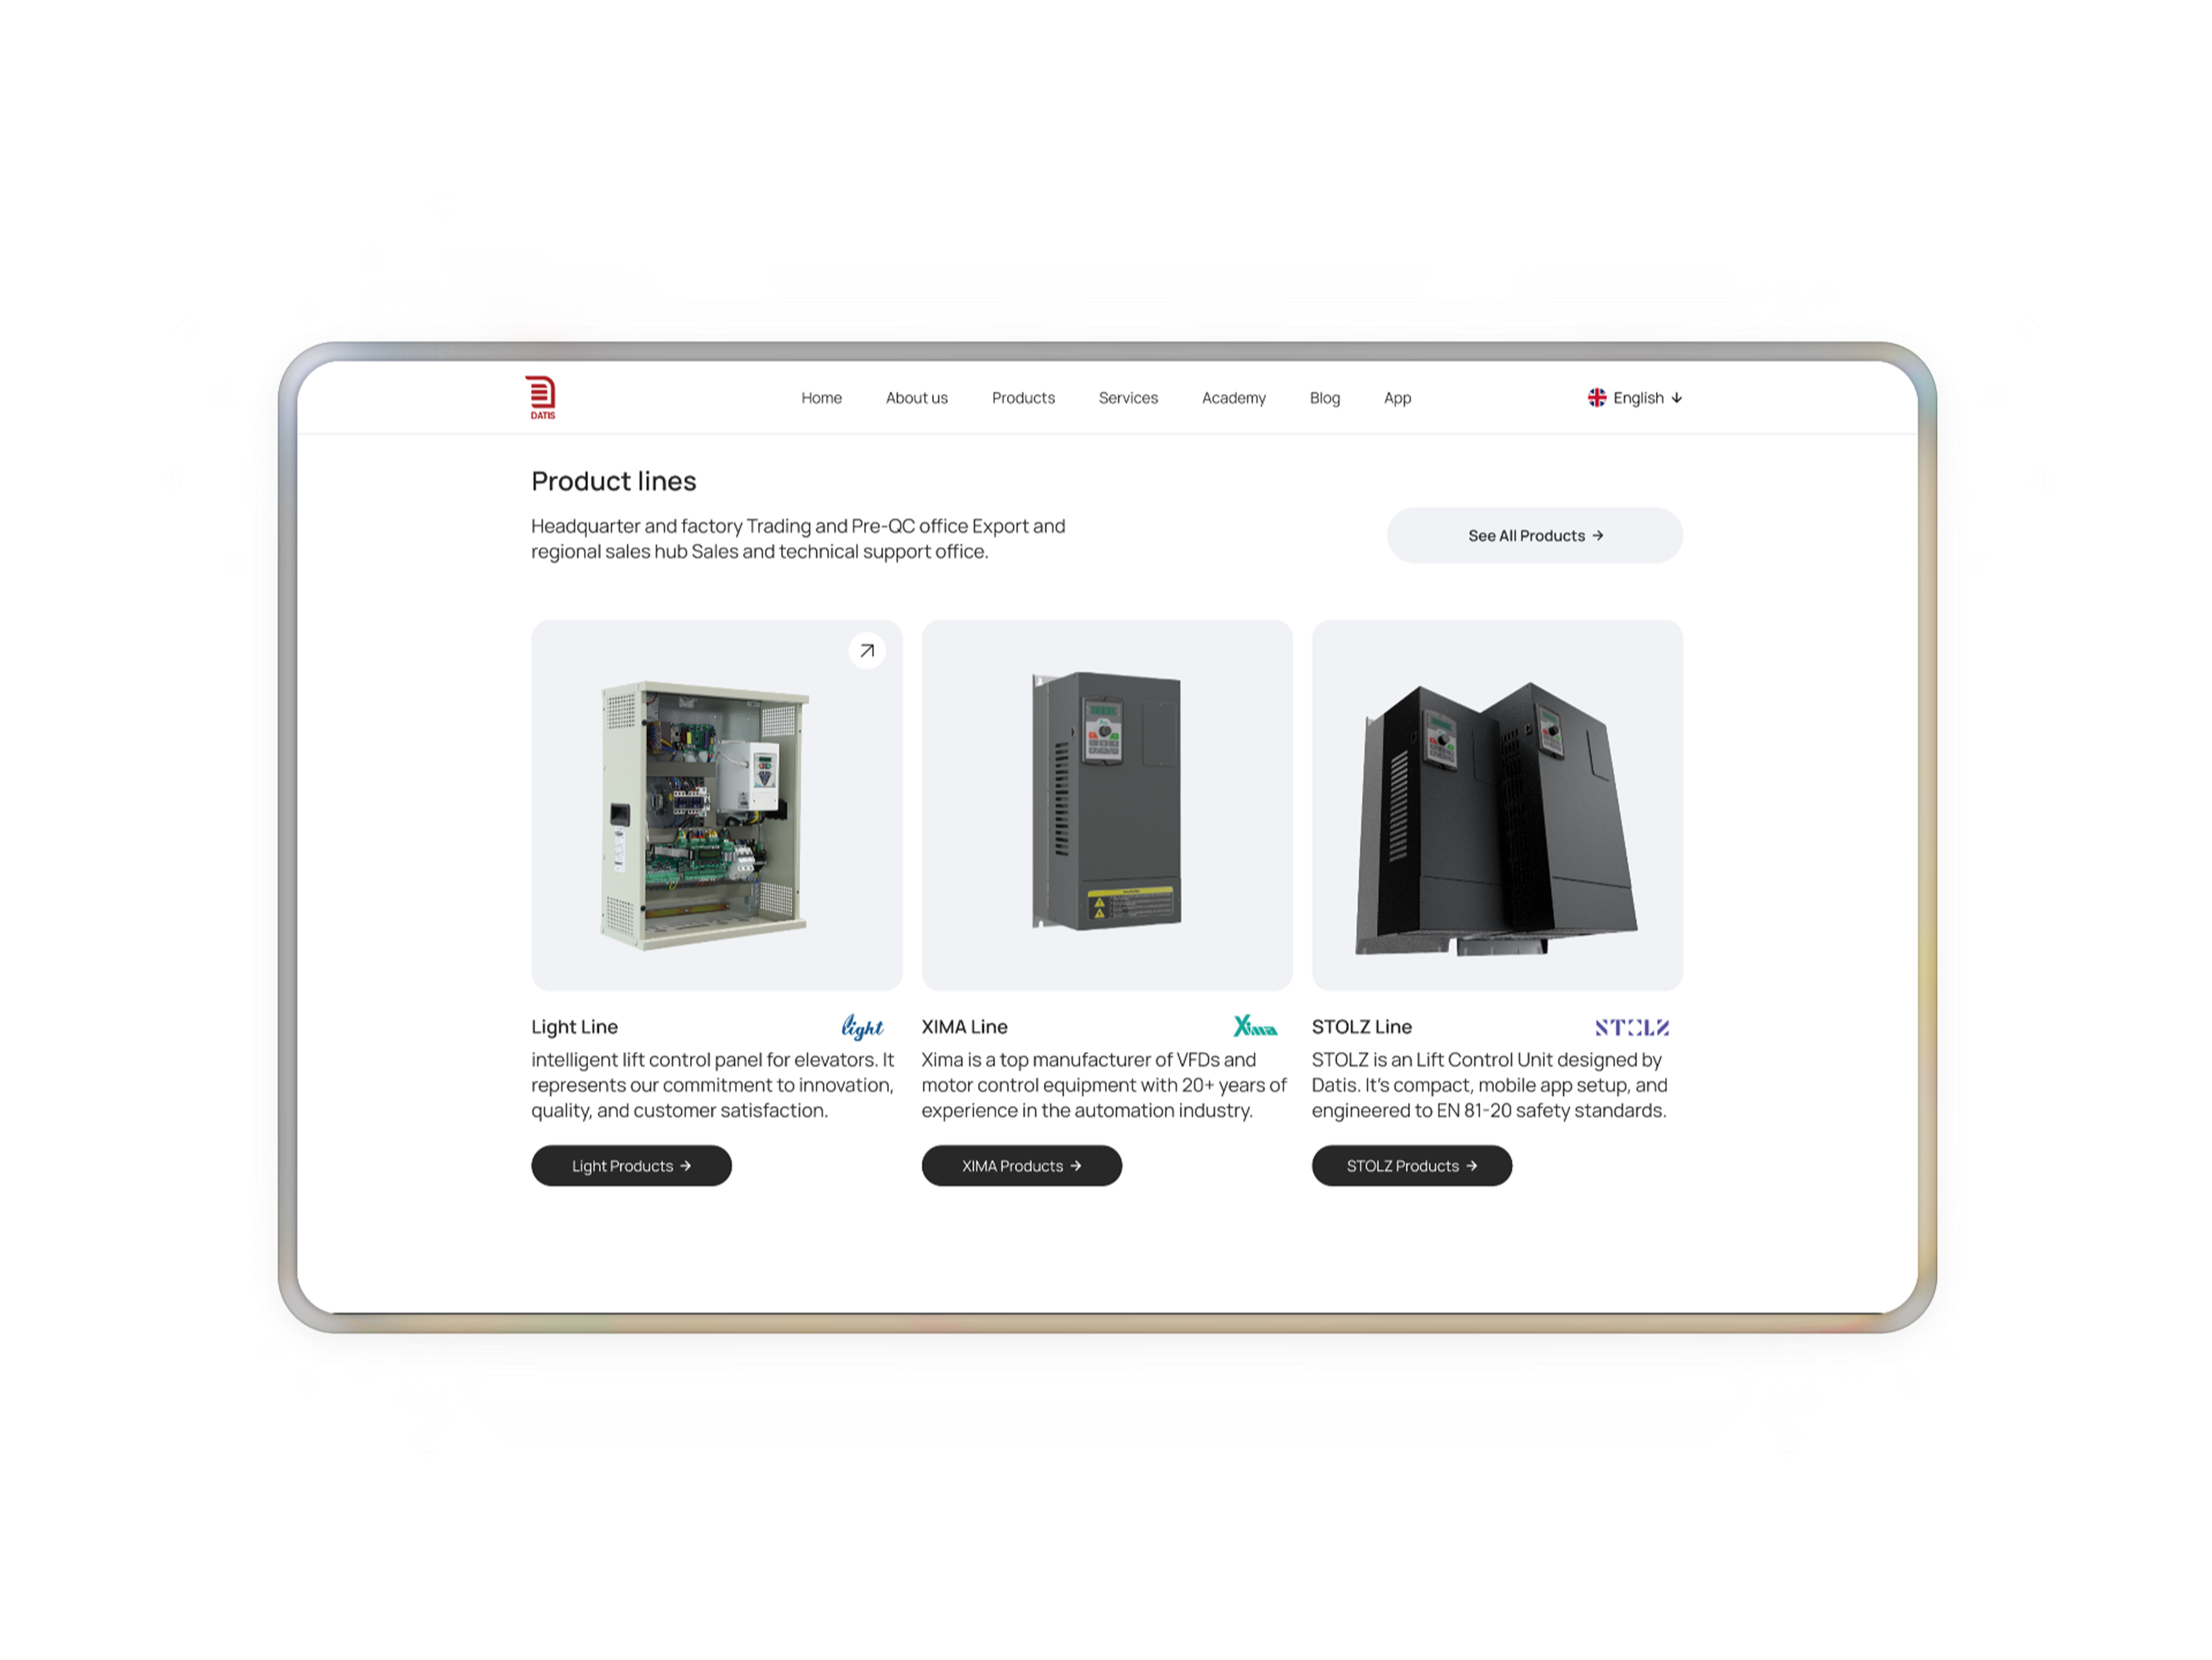 DATIS
Home About us Products Services Academy Blog App
English
Product lines
Headquarter and factory Trading and Pre-QC office Export and
regional sales hub Sales and technical support office.
See All Products →
Light Line
light
intelligent lift control panel for elevators. It
represents our commitment to innovation,
quality, and customer satisfaction.
Light Products →
XIMA Line
Xima
Xima is a top manufacturer of VFDs and
motor control equipment with 20+ years of
experience in the automation industry.
XIMA Products →
STOLZ Line
STOLZ
STOLZ is an Lift Control Unit designed by
Datis. It's compact, mobile app setup, and
engineered to EN 81-20 safety standards.
STOLZ Products →